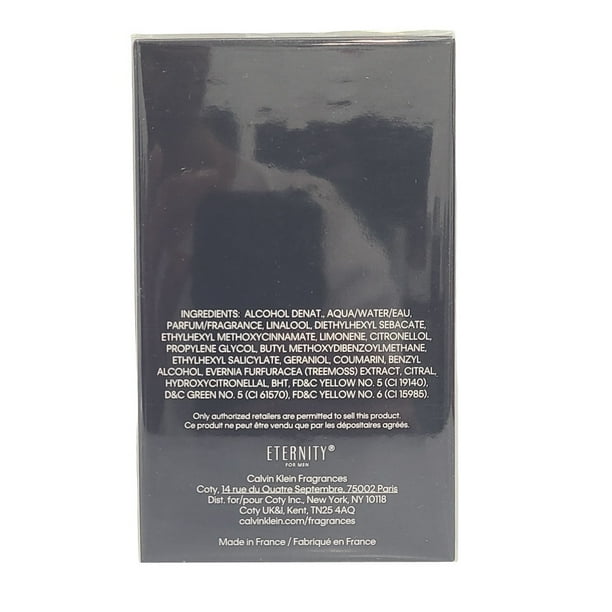 INGREDIENTS: ALCOHOL DENAT., AQUA/WATER/EAU,
PARFUM/FRAGRANCE, LINALOOL, DIETHYLHEXYL SEBACATE,
ETHYLHEXYL METHOXYCINNAMATE, LIMONENE, CITRONELLOL,
PROPYLENE GLYCOL, BUTYL METHOXYDIBENZOYLMETHANE,
ETHYLHEXYL SALICYLATE, GERANIOL, COUMARIN, BENZYL
ALCOHOL, EVERNIA FURFURACEA (TREEMOSS) EXTRACT, CITRAL,
HYDROXYCITRONELLAL, BHT, FD&C YELLOW NO. 5 (CI 19140),
D&C GREEN NO. 5 (CI 61570), FD&C YELLOW NO. 6 (CI 15985).
Only authorized retailers are permitted to sell this product.
Ce produit ne peut être vendu que par les dépositaires agréés.
ETERNITY®
FOR MEN
Calvin Klein Fragrances
Coty, 14 rue du Quatre Septembre, 75002 Paris
Dist. for/pour Coty Inc., New York, NY 10118
Coty UK&I, Kent, TN25 4AQ
calvinklein.com/fragrances
Made in France / Fabriqué en France